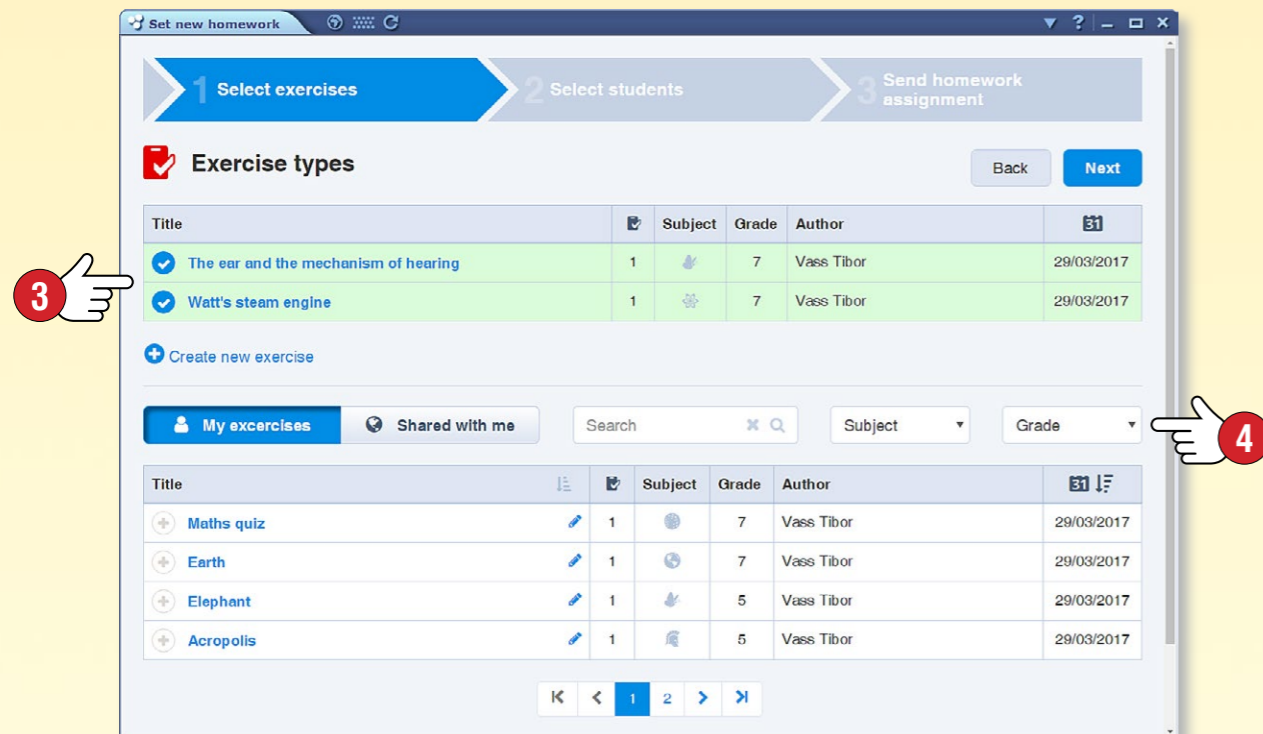 Set new homework
1 Select exercises
2 Select students
3 Send homework
assignment
Exercise types
Back
Next
Title Subject Grade Author 31
The ear and the mechanism of hearing 1 7 Vass Tibor 29/03/2017
Watt's steam engine 1 7 Vass Tibor 29/03/2017
3
Create new exercise
My excercises
Shared with me
Search
Subject
Grade
4
Title Subject Grade Author 31
Maths quiz 1 7 Vass Tibor 29/03/2017
Earth 1 7 Vass Tibor 29/03/2017
Elephant 1 5 Vass Tibor 29/03/2017
Acropolis 1 5 Vass Tibor 29/03/2017
1 2